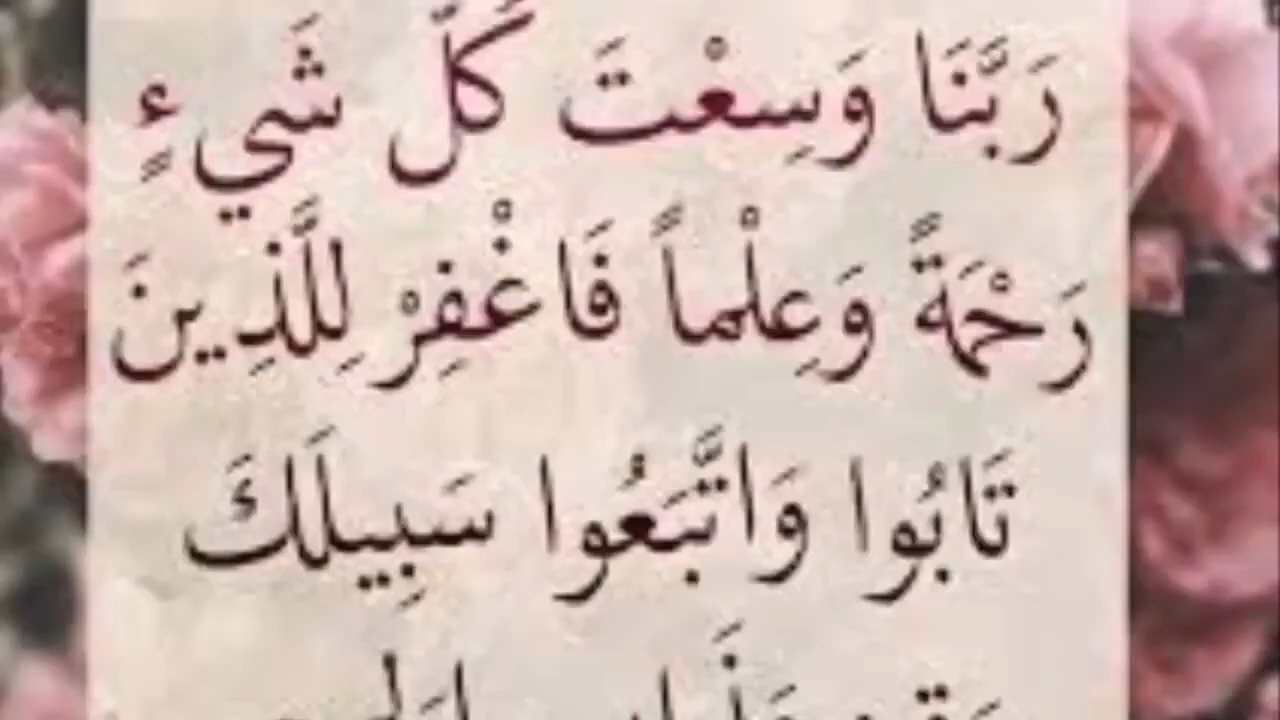 رَبَّنَا وَسِعْتَ كُلَّ شَيْءٍ
رَحْمَةً وَعِلْماً فَاغْفِرْ لِلَّذِينَ
تَابُوا وَاتَّبَعُوا سَبِيلَكَ